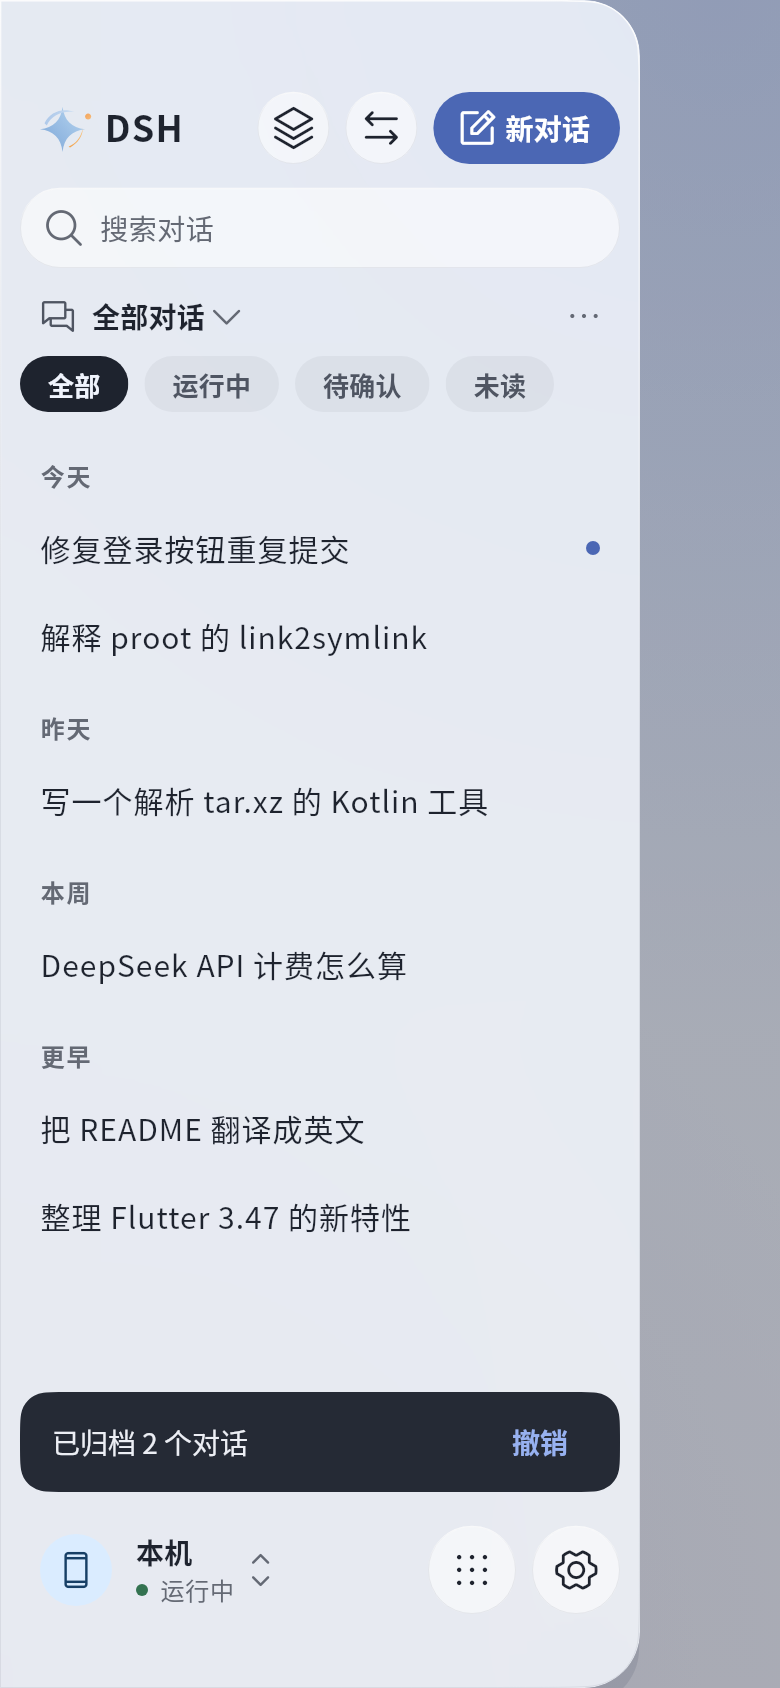 DSH
新对话
搜索对话
全部对话
全部
运行中
待确认
未读
今天
修复登录按钮重复提交
解释 proot 的 link2symlink
昨天
写一个解析 tar.xz 的 Kotlin 工具
本周
DeepSeek API 计费怎么算
更早
把 README 翻译成英文
整理 Flutter 3.47 的新特性
已归档 2 个对话
撤销
本机
运行中